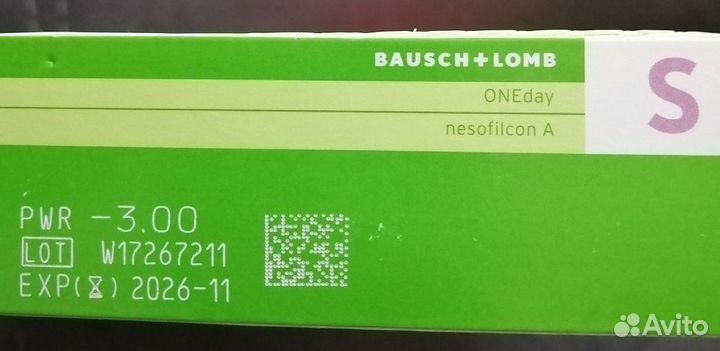 BAUSCH+LOMB
ONEday
nesofilcon A
S
PWR -3.00
LOT W17267211
EXP(⌛) 2026-11
Avito